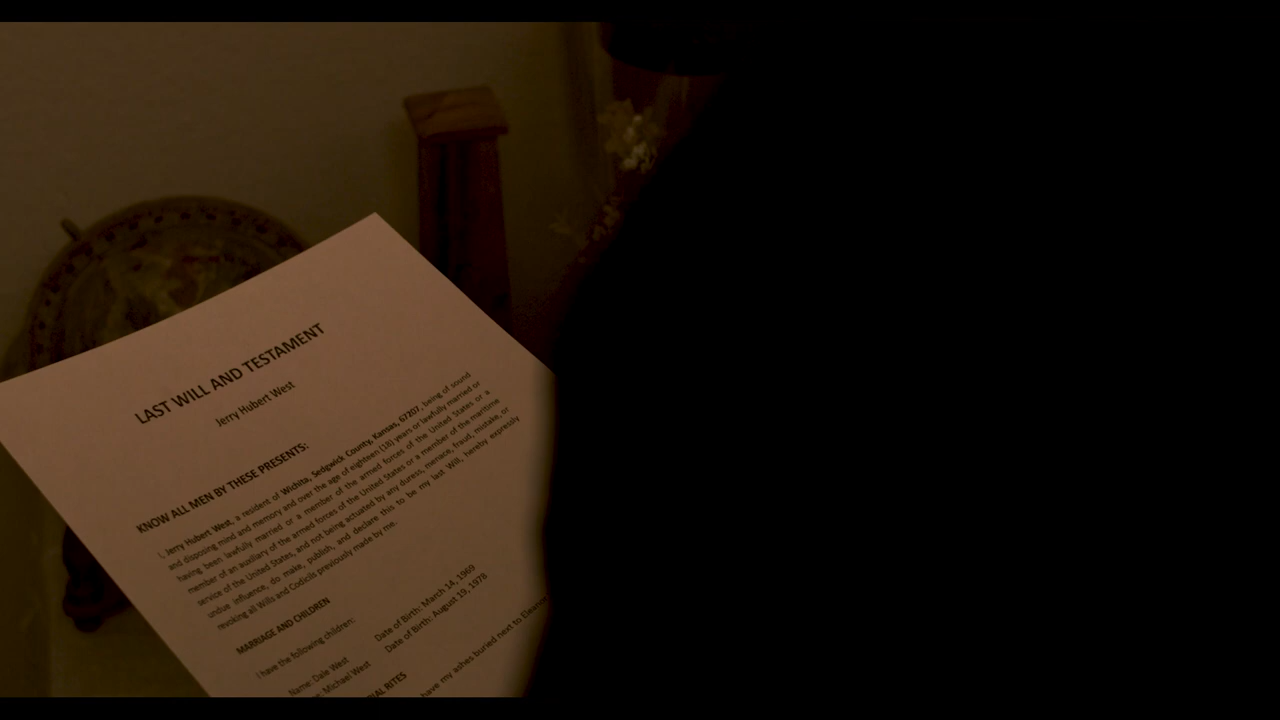 LAST WILL AND TESTAMENT
Jerry Hubert West
KNOW ALL MEN BY THESE PRESENTS:
I, Jerry Hubert West, a resident of Wichita, Sedgwick County, Kansas, 67207, being of sound
and disposing mind and memory and over the age of eighteen (18) years or lawfully married or
having been lawfully married or a member of the armed forces of the United States or a
member of an auxiliary of the armed forces of the United States or a member of the maritime
service of the United States, and not being actuated by any duress, menace, fraud, mistake, or
undue influence, do make, publish, and declare this to be my last Will, hereby expressly
revoking all Wills and Codicils previously made by me.
MARRIAGE AND CHILDREN
I have the following children:
Name: Dale West Date of Birth: March 14, 1969
Michael West Date of Birth: August 19, 1978
RITES
have my ashes buried next to Eleanor